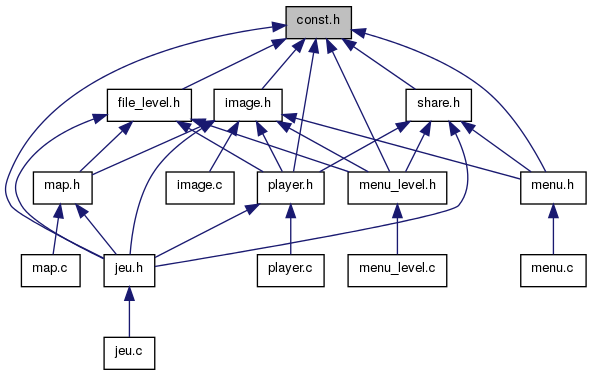 const.h
file_level.h
image.h
share.h
map.h
image.c
player.h
menu_level.h
menu.h
map.c
jeu.h
player.c
menu_level.c
menu.c
jeu.c